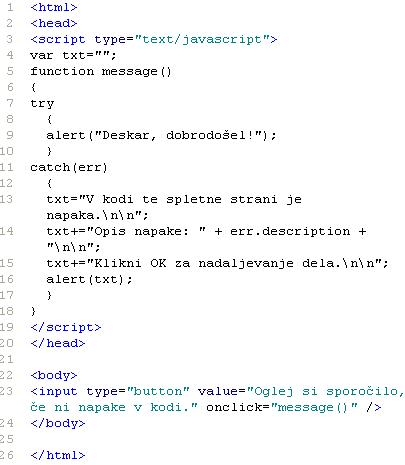 1 <html>
2 <head>
3 <script type="text/javascript">
4 var txt="";
5 function message()
6 {
7 try
8 {
9 alert("Deskar, dobrodošel!");
10 }
11 catch(err)
12 {
13 txt="V kodi te spletne strani je
napaka.\n\n";
14 txt+="Opis napake: " + err.description +
"\n\n";
15 txt+="Klikni OK za nadaljevanje dela.\n\n";
16 alert(txt);
17 }
18 }
19 </script>
20 </head>
21
22 <body>
23 <input type="button" value="Oglej si sporočilo,
če ni napake v kodi." onclick="message()" />
24 </body>
25
26 </html>